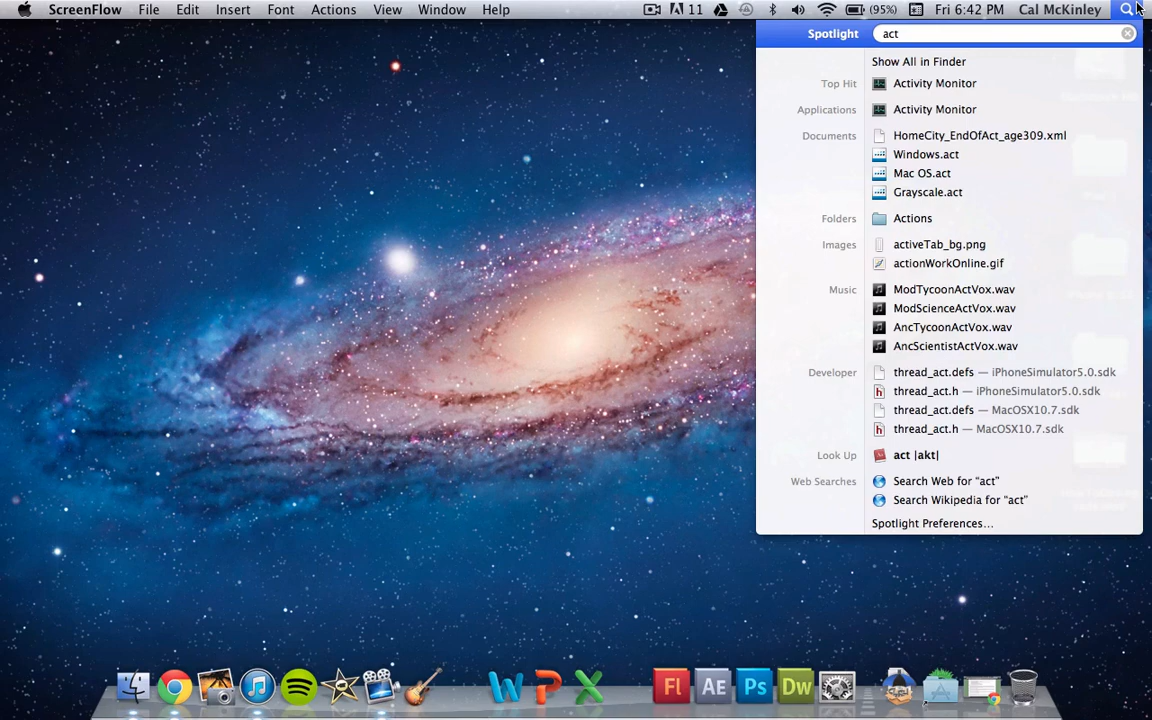 ScreenFlow File Edit Insert Font Actions View Window Help 11 (95%) Fri 6:42 PM Cal McKinley
Spotlight act
Show All in Finder
Top Hit Activity Monitor
Applications Activity Monitor
Documents HomeCity_EndOfAct_age309.xml
Windows.act
Mac OS.act
Grayscale.act
Folders Actions
Images activeTab_bg.png
actionWorkOnline.gif
Music ModTycoonActVox.wav
ModScienceActVox.wav
AncTycoonActVox.wav
AncScientistActVox.wav
Developer thread_act.defs — iPhoneSimulator5.0.sdk
thread_act.h — iPhoneSimulator5.0.sdk
thread_act.defs — MacOSX10.7.sdk
thread_act.h — MacOSX10.7.sdk
Look Up act |akt|
Web Searches Search Web for “act”
Search Wikipedia for “act”
Spotlight Preferences...
W P X Fl AE Ps Dw